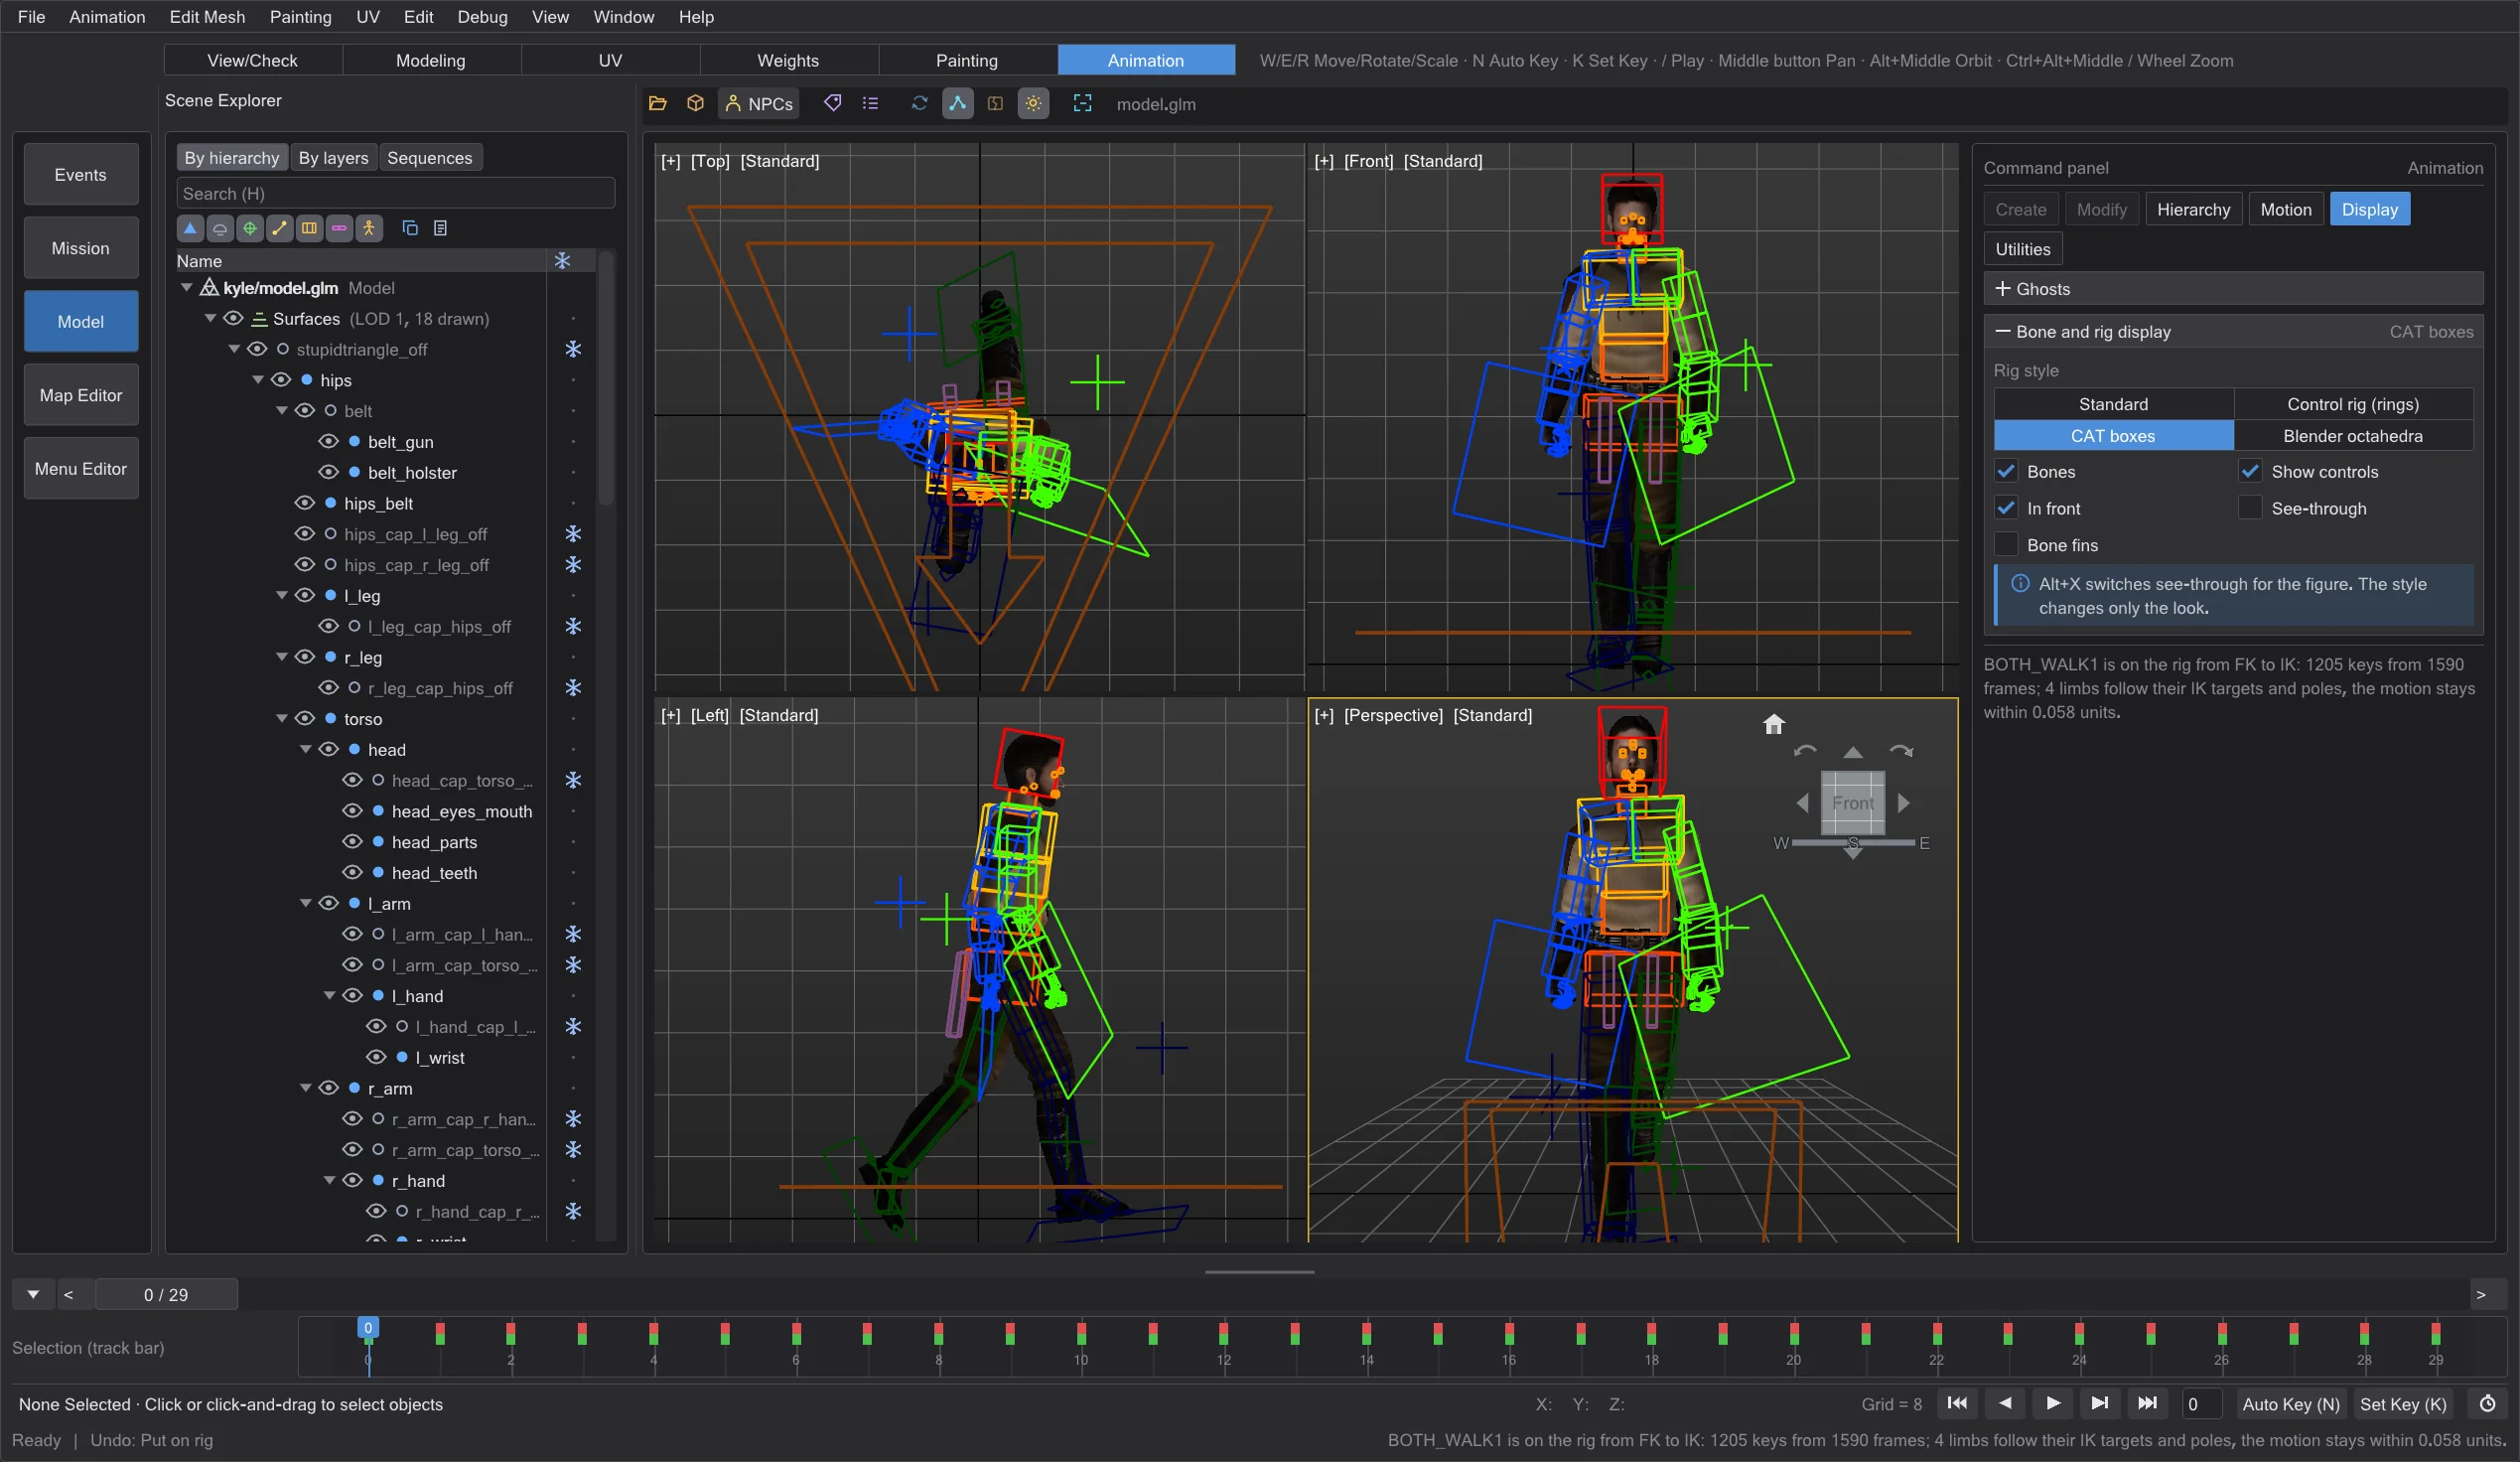 File Animation Edit Mesh Painting UV Edit Debug View Window Help
View/Check Modeling UV Weights Painting Animation W/E/R Move/Rotate/Scale · N Auto Key · K Set Key · / Play · Middle button Pan · Alt+Middle Orbit · Ctrl+Alt+Middle / Wheel Zoom
Scene Explorer
NPCs model.glm
Events
Mission
Model
Map Editor
Menu Editor
By hierarchy By layers Sequences
Search (H)
Name
kyle/model.glm Model
Surfaces (LOD 1, 18 drawn)
stupidtriangle_off
hips
belt
belt_gun
belt_holster
hips_belt
hips_cap_l_leg_off
hips_cap_r_leg_off
l_leg
l_leg_cap_hips_off
r_leg
r_leg_cap_hips_off
torso
head
head_cap_torso_...
head_eyes_mouth
head_parts
head_teeth
l_arm
l_arm_cap_l_han...
l_arm_cap_torso_...
l_hand
l_hand_cap_l_...
l_wrist
r_arm
r_arm_cap_r_han...
r_arm_cap_torso_...
r_hand
r_hand_cap_r_...
r_wrist
[+] [Top] [Standard]
[+] [Front] [Standard]
[+] [Left] [Standard]
[+] [Perspective] [Standard]
Front
W S E
Command panel Animation
Create Modify Hierarchy Motion Display
Utilities
Ghosts
Bone and rig display CAT boxes
Rig style
Standard Control rig (rings)
CAT boxes Blender octahedra
Bones Show controls
In front See-through
Bone fins
Alt+X switches see-through for the figure. The style
changes only the look.
BOTH_WALK1 is on the rig from FK to IK: 1205 keys from 1590
frames; 4 limbs follow their IK targets and poles, the motion stays
within 0.058 units.
< 0 / 29 >
0
Selection (track bar)
0 2 4 6 8 10 12 14 16 18 20 22 24 26 28 29
None Selected · Click or click-and-drag to select objects X: Y: Z: Grid = 8 0 Auto Key (N) Set Key (K)
Ready | Undo: Put on rig BOTH_WALK1 is on the rig from FK to IK: 1205 keys from 1590 frames; 4 limbs follow their IK targets and poles, the motion stays within 0.058 units.